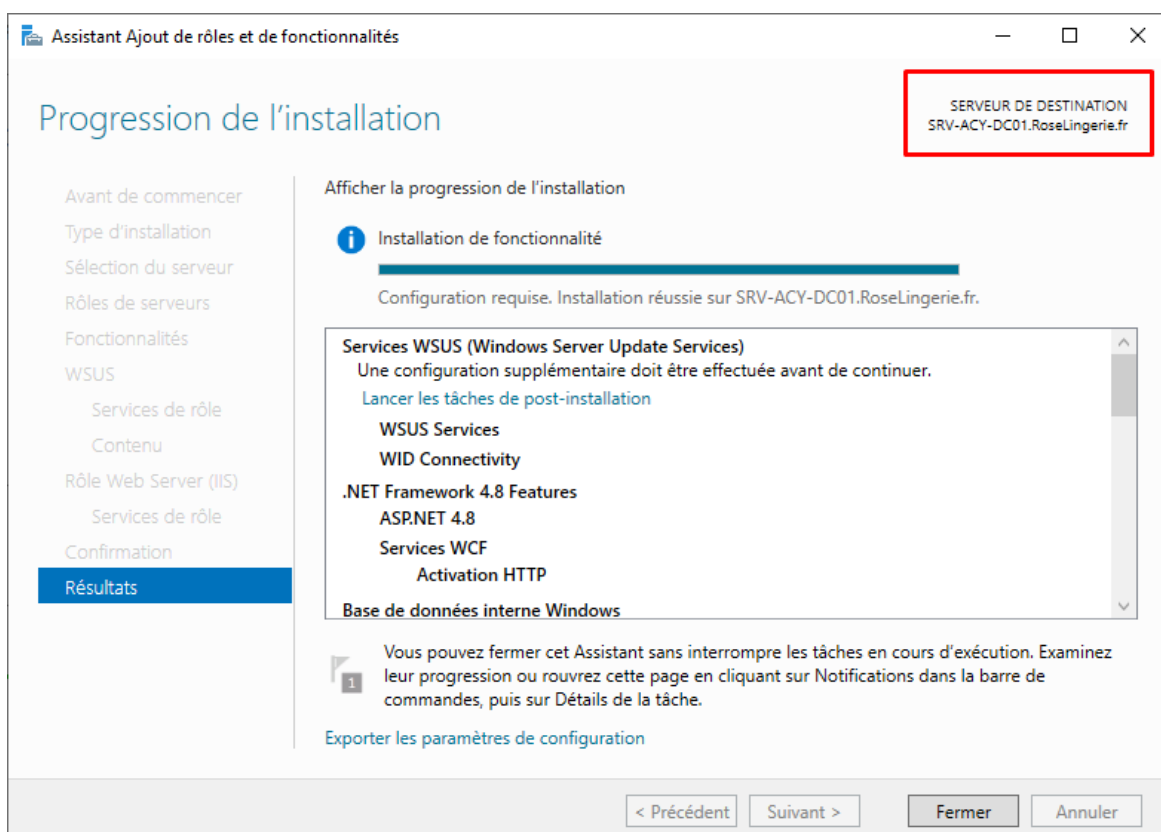 Assistant Ajout de rôles et de fonctionnalités
Progression de l'installation
SERVEUR DE DESTINATION
SRV-ACY-DC01.RoseLingerie.fr
Avant de commencer
Type d'installation
Sélection du serveur
Rôles de serveurs
Fonctionnalités
WSUS
Services de rôle
Contenu
Rôle Web Server (IIS)
Services de rôle
Confirmation
Résultats
Afficher la progression de l'installation
Installation de fonctionnalité
Configuration requise. Installation réussie sur SRV-ACY-DC01.RoseLingerie.fr.
Services WSUS (Windows Server Update Services)
Une configuration supplémentaire doit être effectuée avant de continuer.
Lancer les tâches de post-installation
WSUS Services
WID Connectivity
.NET Framework 4.8 Features
ASP.NET 4.8
Services WCF
Activation HTTP
Base de données interne Windows
1
Vous pouvez fermer cet Assistant sans interrompre les tâches en cours d'exécution. Examinez
leur progression ou rouvrez cette page en cliquant sur Notifications dans la barre de
commandes, puis sur Détails de la tâche.
Exporter les paramètres de configuration
< Précédent
Suivant >
Fermer
Annuler